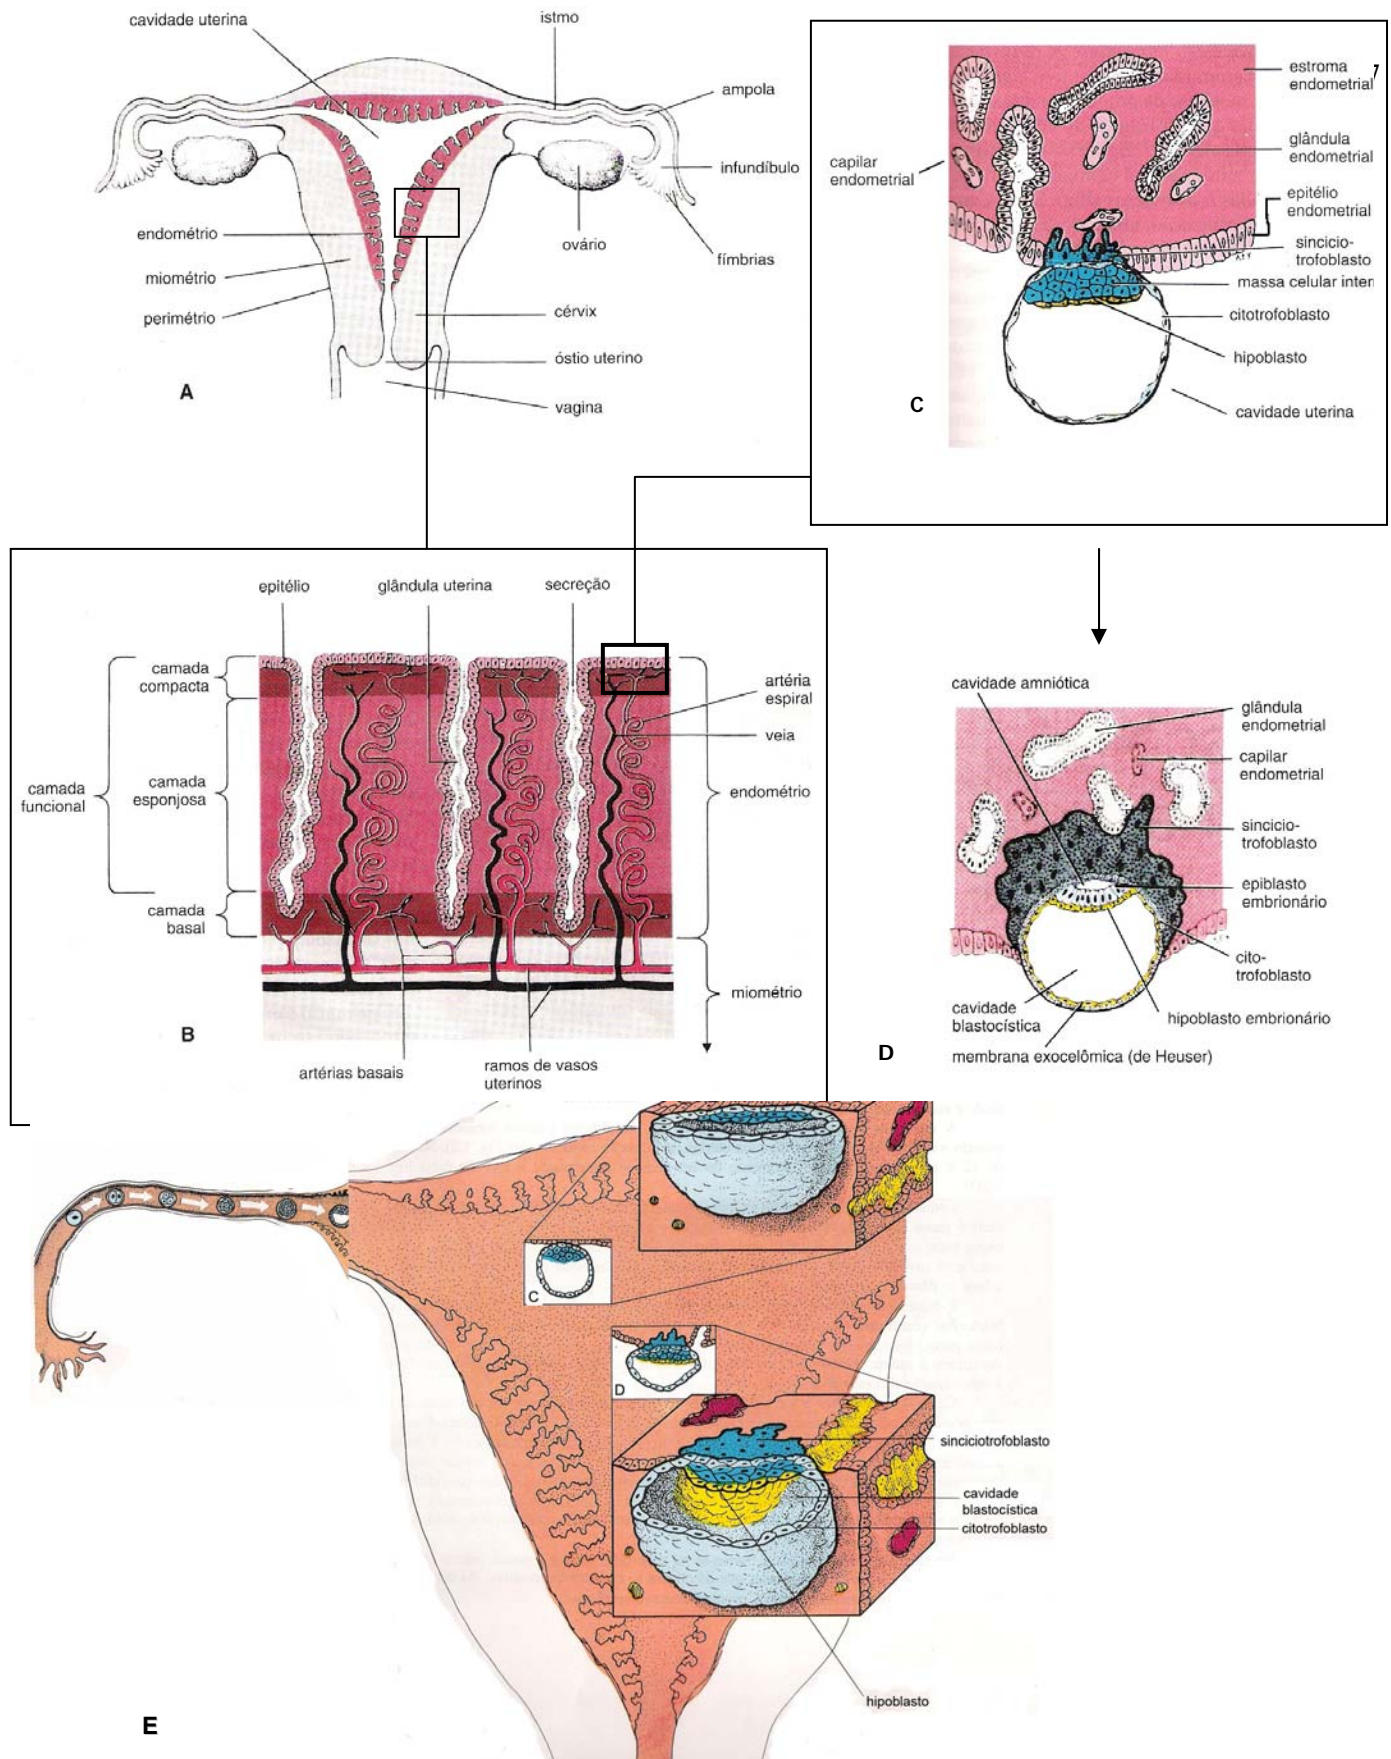 cavidade uterina
istmo
ampola
infundíbulo
fímbrias
ovário
endométrio
miométrio
perimétrio
cérvix
óstio uterino
vagina
A
7
estroma
endometrial
glândula
endometrial
capilar
endometrial
epitélio
endometrial
sincicio-
trofoblasto
massa celular inter
citotrofoblasto
hipoblasto
cavidade uterina
C
epitélio
glândula uterina
secreção
camada
compacta
camada
esponjosa
camada
funcional
camada
basal
artéria
espiral
veia
endométrio
miométrio
artérias basais
ramos de vasos
uterinos
B
cavidade amniótica
glândula
endometrial
capilar
endometrial
sincicio-
trofoblasto
epiblasto
embrionário
cito-
trofoblasto
cavidade
blastocística
hipoblasto embrionário
membrana exocelômica (de Heuser)
D
C
D
sinciciotrofoblasto
cavidade
blastocística
citotrofoblasto
hipoblasto
E